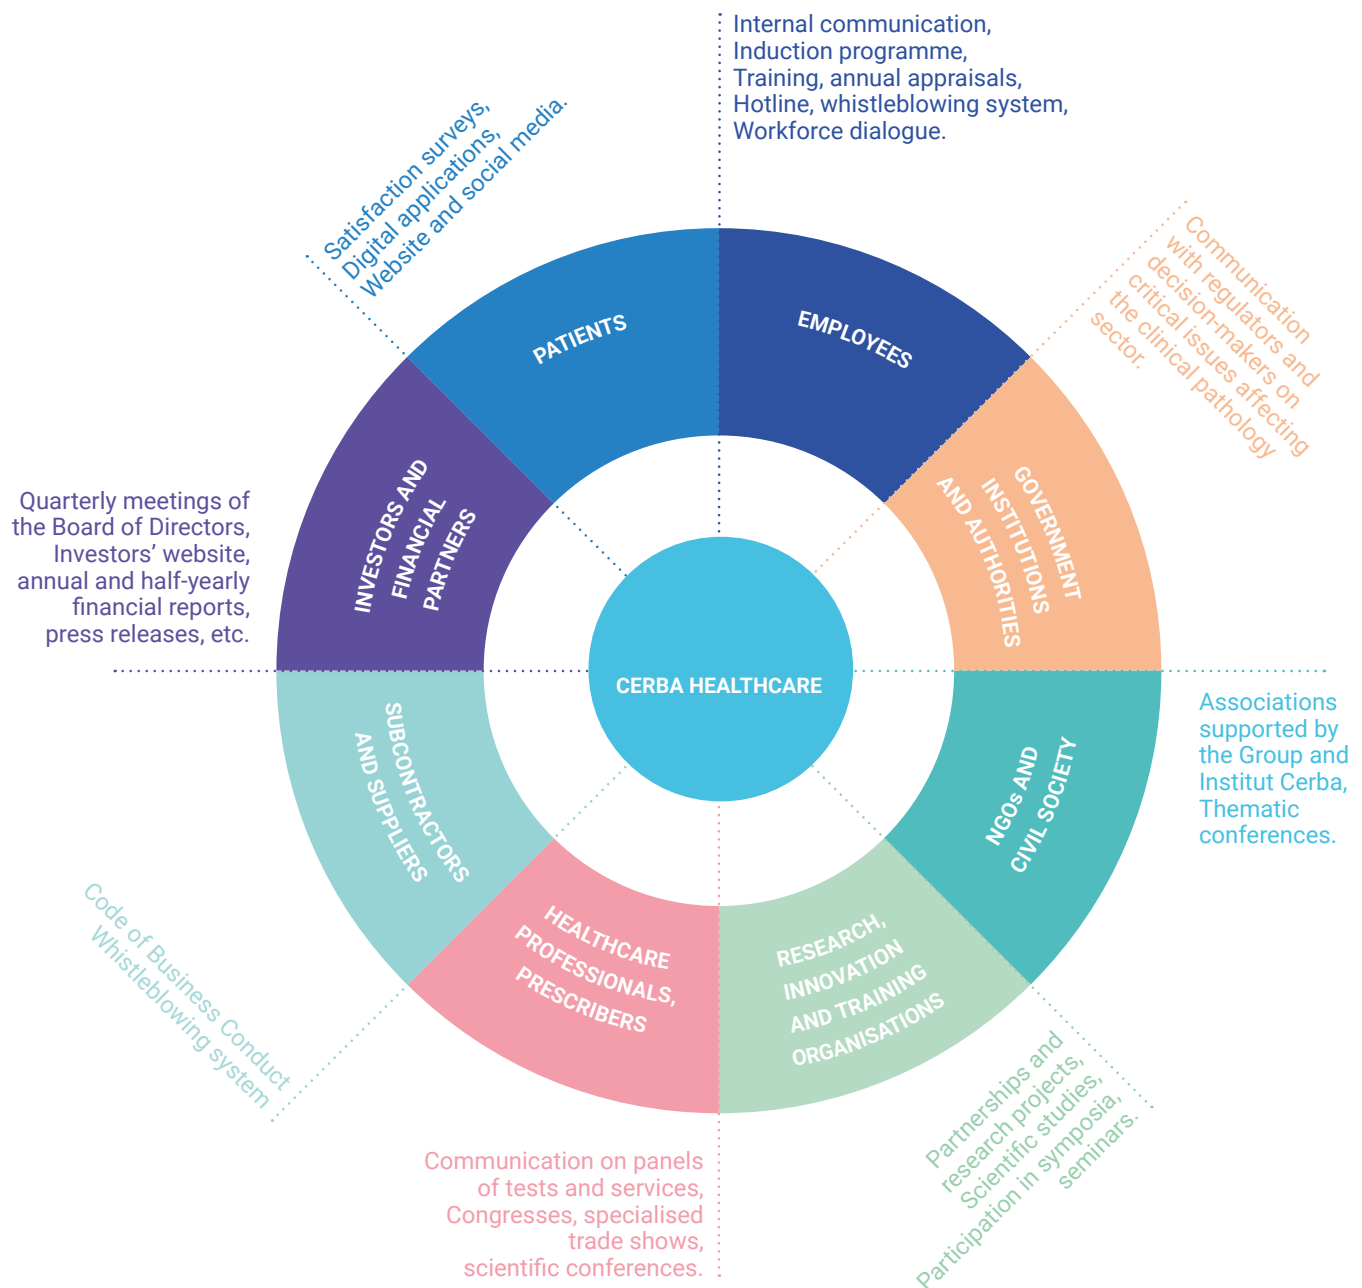 Internal communication,
Induction programme,
Training, annual appraisals,
Hotline, whistleblowing system,
Workforce dialogue.
Satisfaction surveys,
Digital applications,
Website and social media.
Communication
with regulators and
decision-makers on
critical issues affecting
the clinical pathology
sector.
PATIENTS
EMPLOYEES
INVESTORS AND
FINANCIAL
PARTNERS
GOVERNMENT
INSTITUTIONS
AND AUTHORITIES
Quarterly meetings of
the Board of Directors,
Investors’ website,
annual and half-yearly
financial reports,
press releases, etc.
CERBA HEALTHCARE
Associations
supported by
the Group and
Institut Cerba,
Thematic
conferences.
SUBCONTRACTORS
AND SUPPLIERS
NGOs AND
CIVIL SOCIETY
HEALTHCARE
PROFESSIONALS,
PRESCRIBERS
RESEARCH,
INNOVATION
AND TRAINING
ORGANISATIONS
Code of Business Conduct
Whistleblowing system
Partnerships and
research projects,
Scientific studies,
Participation in symposia,
seminars.
Communication on panels
of tests and services,
Congresses, specialised
trade shows,
scientific conferences.